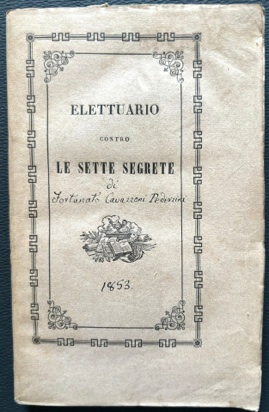 ELETTUARIO
CONTRO
LE SETTE SEGRETE
di
Fortunato Cavazzoni Pederzini
1853